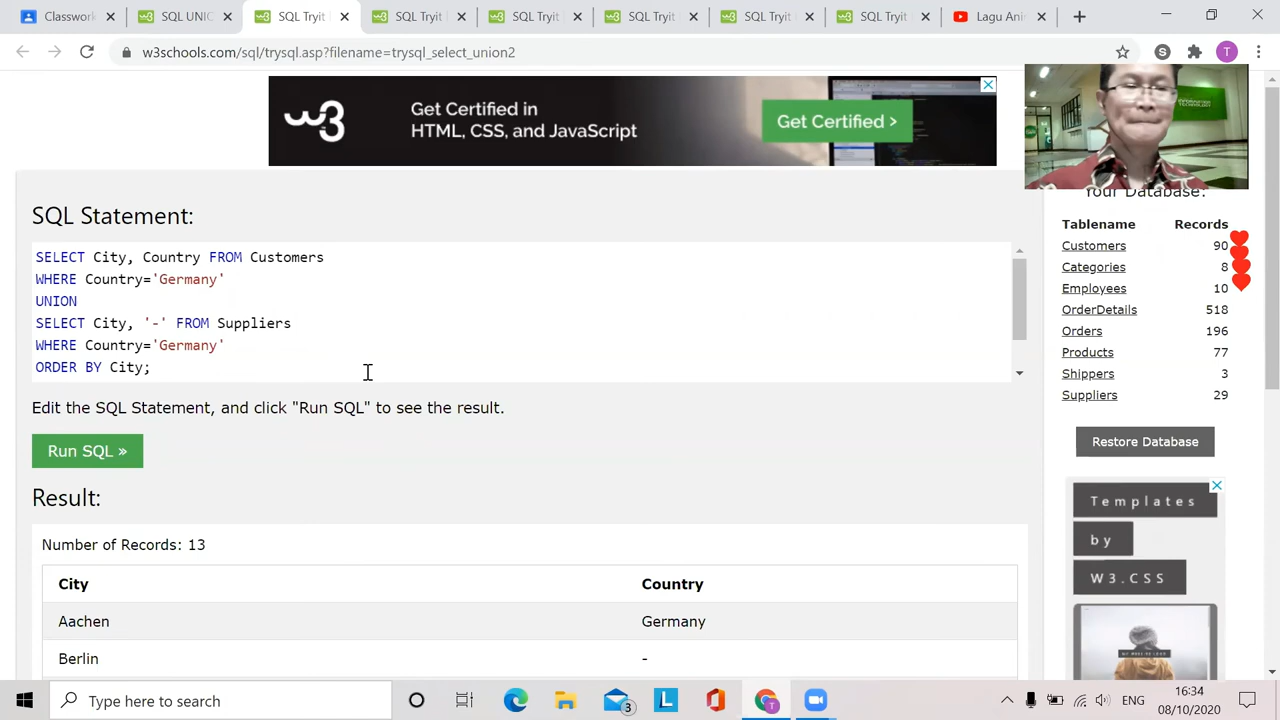 Classwork
SQL UNIC
SQL Tryit
SQL Tryit
SQL Tryit
SQL Tryit
SQL Tryit
SQL Tryit
Lagu Ani
w3schools.com/sql/trysql.asp?filename=trysql_select_union2
S
T
w3
Get Certified in
HTML, CSS, and JavaScript
Get Certified >
SQL Statement:
SELECT City, Country FROM Customers
WHERE Country='Germany'
UNION
SELECT City, '-' FROM Suppliers
WHERE Country='Germany'
ORDER BY City;
Edit the SQL Statement, and click "Run SQL" to see the result.
Run SQL »
Result:
Number of Records: 13
City Country
Aachen Germany
Berlin -
Your Database:
Tablename Records
Customers 90
Categories 8
Employees 10
OrderDetails 518
Orders 196
Products 77
Shippers 3
Suppliers 29
Restore Database
Templates
by
W3.CSS
Type here to search
3
L
T
ENG
16:34
08/10/2020